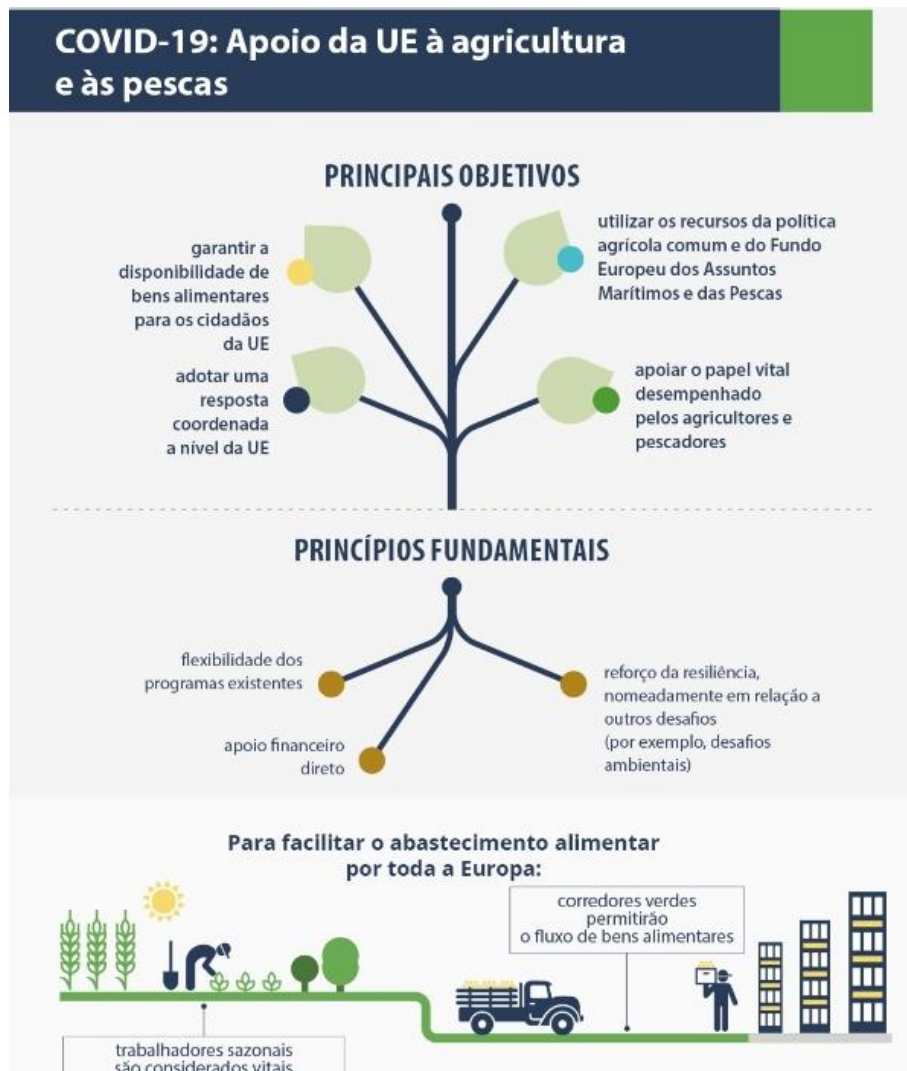 COVID-19: Apoio da UE à agricultura
e às pescas
PRINCIPAIS OBJETIVOS
garantir a
disponibilidade de
bens alimentares
para os cidadãos
da UE
utilizar os recursos da política
agrícola comum e do Fundo
Europeu dos Assuntos
Marítimos e das Pescas
adotar uma
resposta
coordenada
a nível da UE
apoiar o papel vital
desempenhado
pelos agricultores e
pescadores
PRINCÍPIOS FUNDAMENTAIS
flexibilidade dos
programas existentes
apoio financeiro
direto
reforço da resiliência,
nomeadamente em relação a
outros desafios
(por exemplo, desafios
ambientais)
Para facilitar o abastecimento alimentar
por toda a Europa:
corredores verdes
permitirão
o fluxo de bens alimentares
trabalhadores sazonais
são considerados vitais